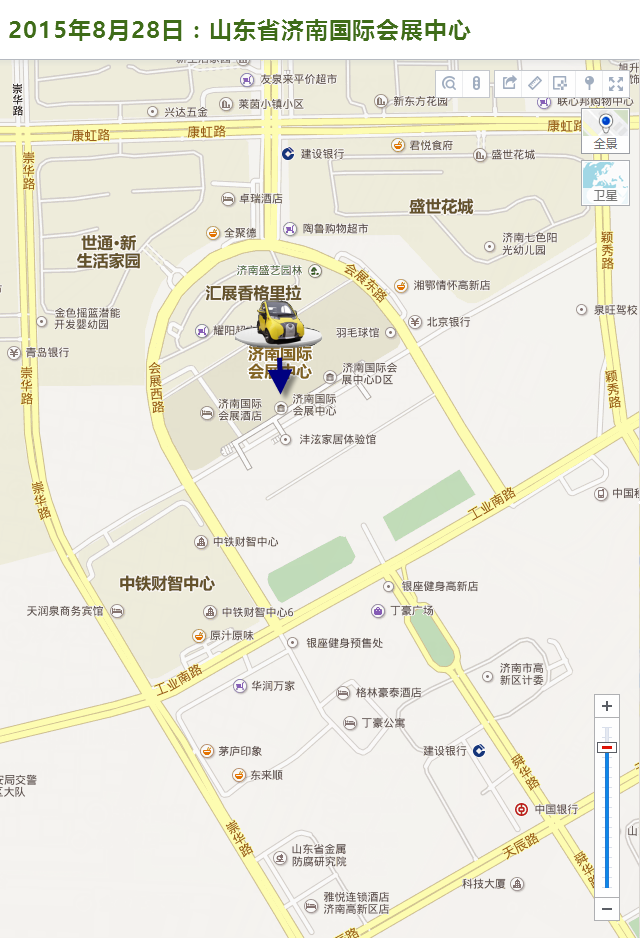 2015年8月28日：山东省济南国际会展中心
友泉来平价超市
崇华路
莱茵小镇小区
兴达五金
新东方花园
联心邦购物中心
康虹路
康虹路
康虹路
全景
建设银行
君悦食府
盛世花城
崇华路
卫星
卓瑞酒店
盛世花城
全聚德
陶鲁购物超市
世通·新
生活家园
济南七色阳
光幼儿园
颖秀路
济南盛艺园林
会展东路
湘鄂情怀高新店
汇展香格里拉
金色摇篮潜能
开发婴幼园
耀阳超
羽毛球馆
北京银行
泉旺驾校
青岛银行
济南国际
会展中心
会展西路
崇华路
济南国际会
展中心D区
颖秀路
济南国际
会展酒店
济南国际
会展中心
沣泫家居体验馆
崇华路
工业南路
中国移
中铁财智中心
中铁财智中心
银座健身高新店
天润泉商务宾馆
中铁财智中心6
丁豪广场
原汁原味
银座健身预售处
工业南路
华润万家
格林豪泰酒店
济南市高
新区计委
丁豪公寓
茅庐印象
建设银行
东来顺
舜华路
安局交警
区大队
中国银行
崇华路
天辰路
山东省金属
防腐研究院
山
舜华路
科技大厦
雅悦连锁酒店
济南高新区店
路